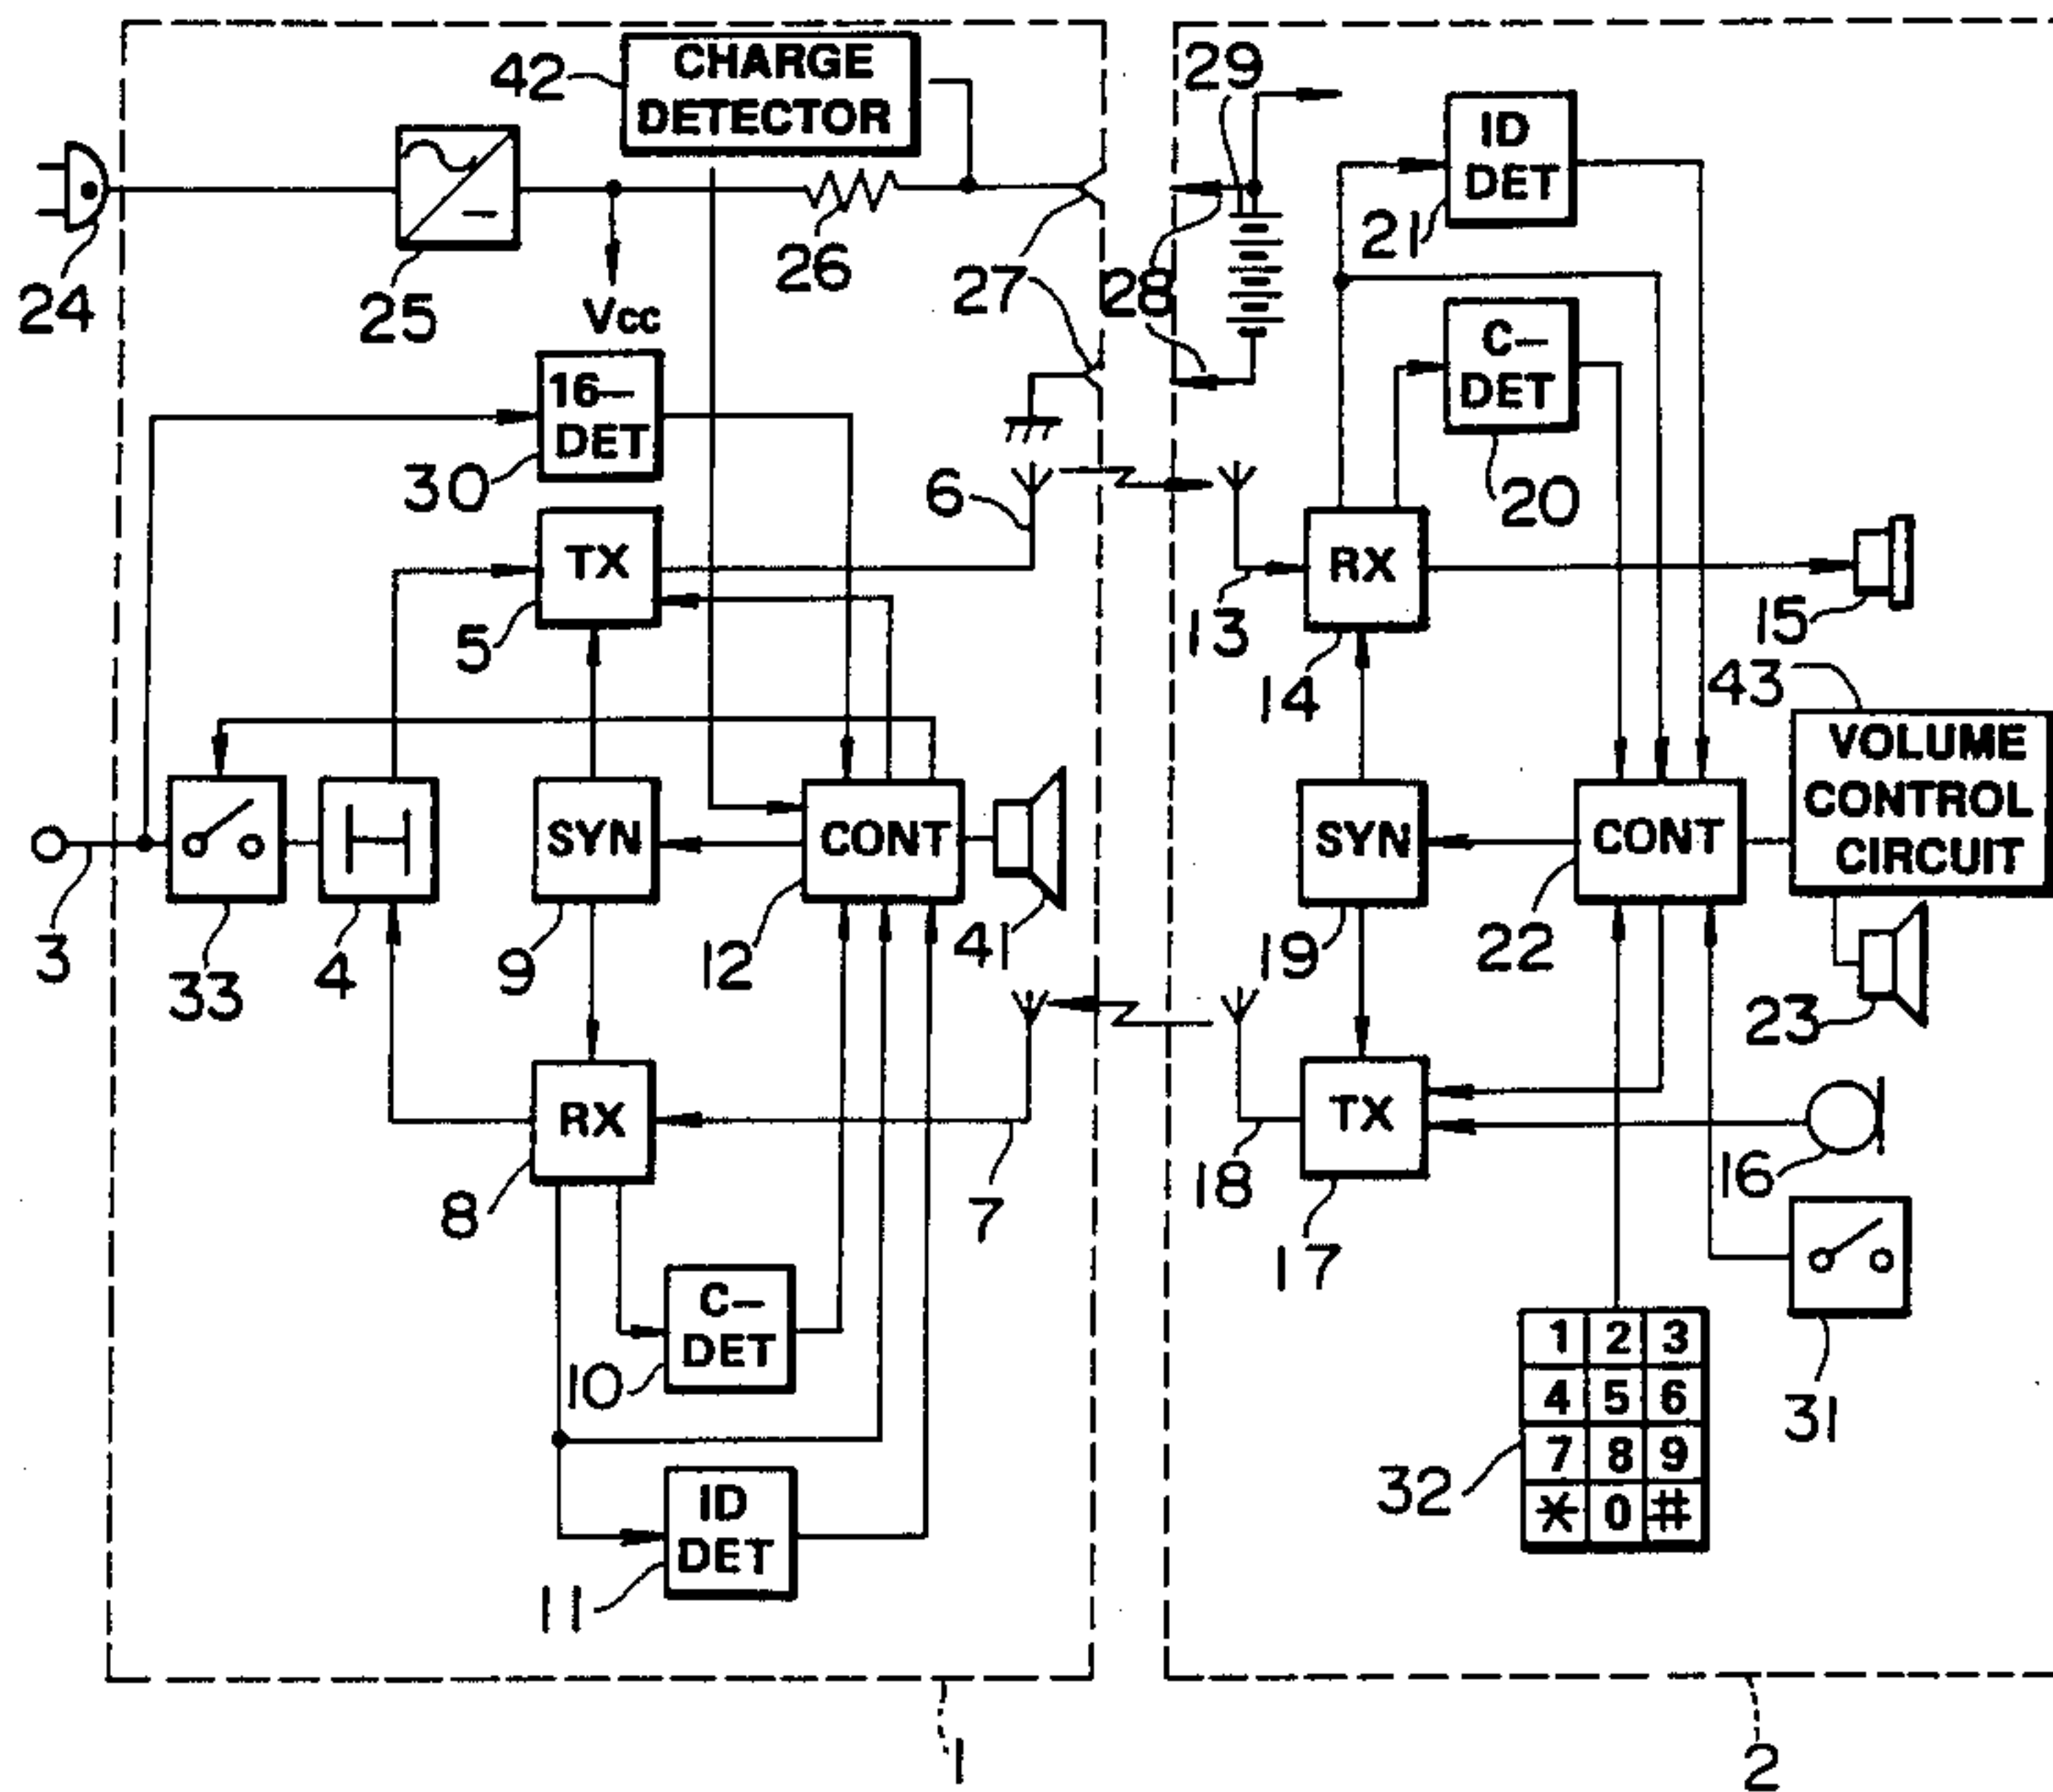 42
CHARGE
DETECTOR
29
ID
DET
21
24
25
Vcc
26
27
28
C–
DET
20
16–
DET
30
6
TX
5
13
RX
14
15
43
VOLUME
CONTROL
CIRCUIT
3
33
4
SYN
9
CONT
12
41
SYN
19
CONT
22
23
RX
8
7
18
TX
17
16
C–
DET
10
31
ID
DET
11
32
1 2 3
4 5 6
7 8 9
* 0 #
1
2